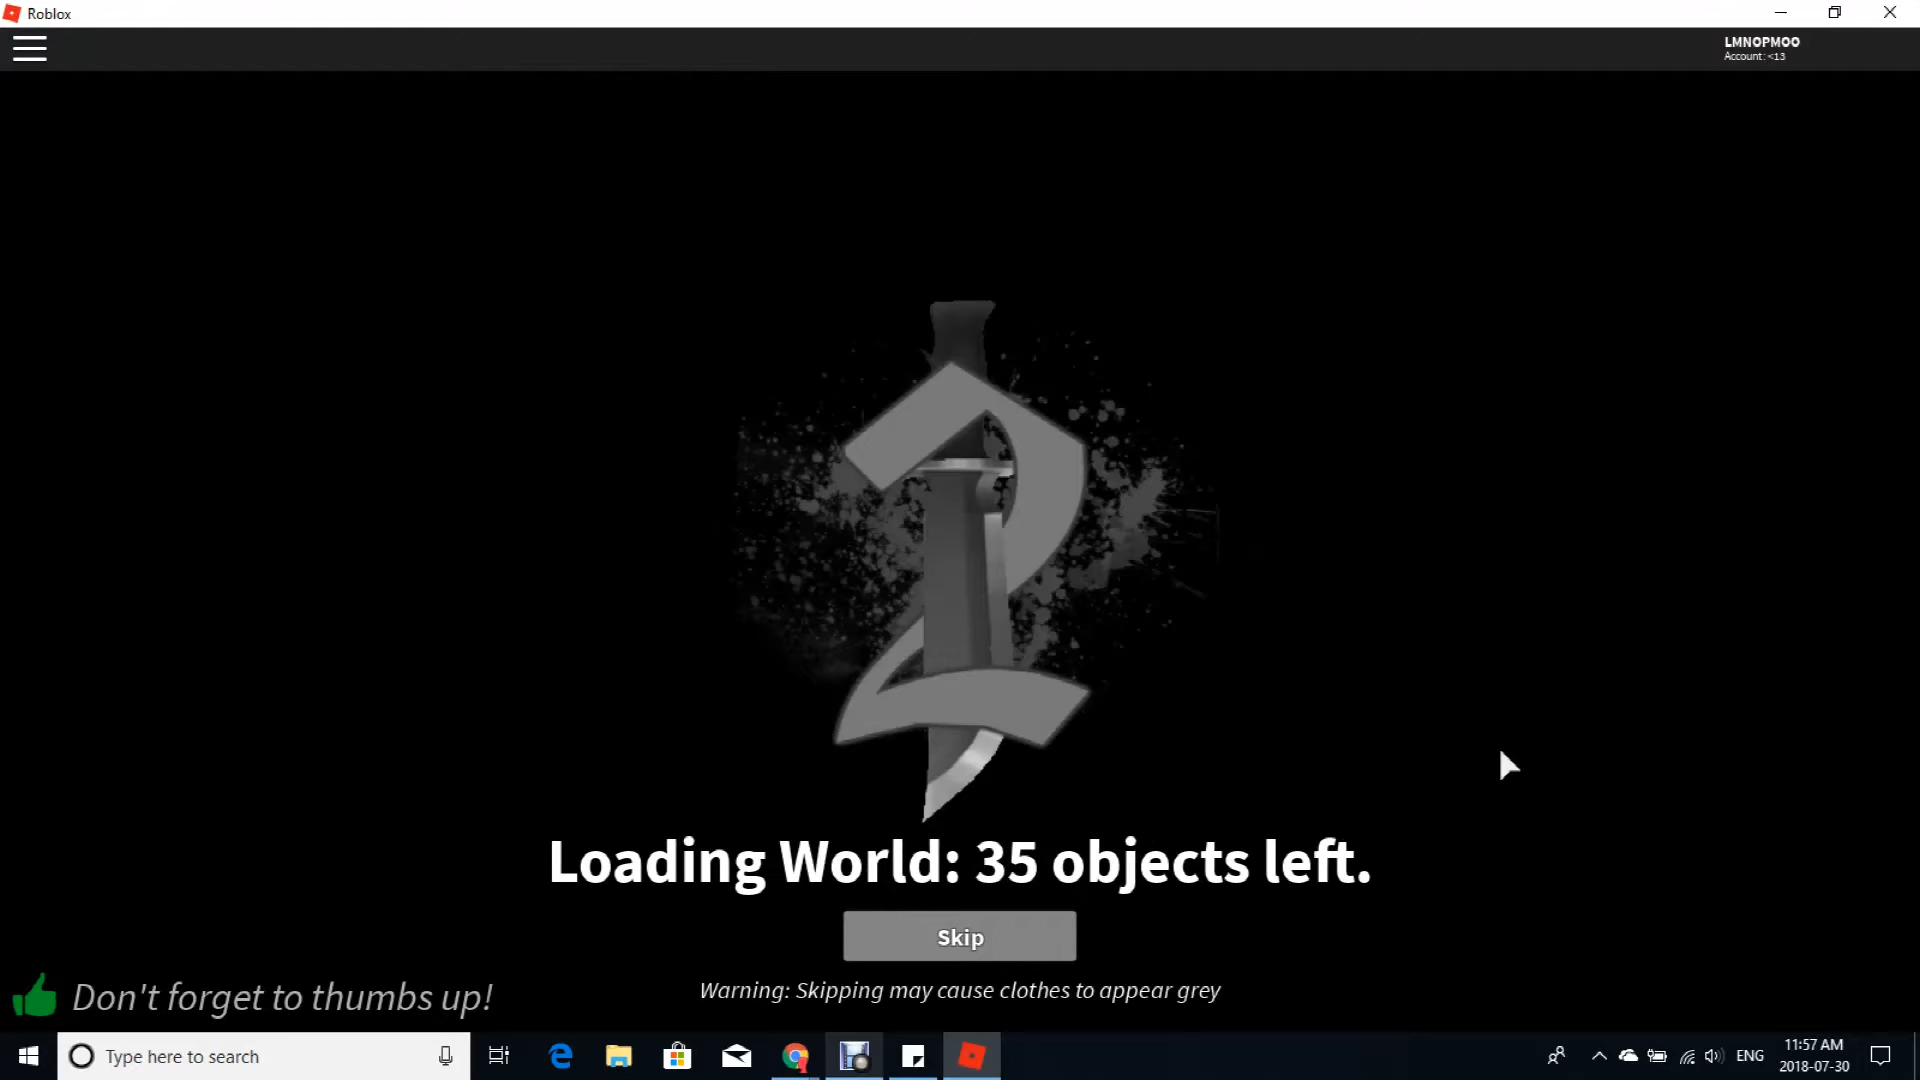 Roblox
LMNOPMOO
Account: <13
2
Loading World: 35 objects left.
Skip
Warning: Skipping may cause clothes to appear grey
Don't forget to thumbs up!
Type here to search
ENG
11:57 AM
2018-07-30